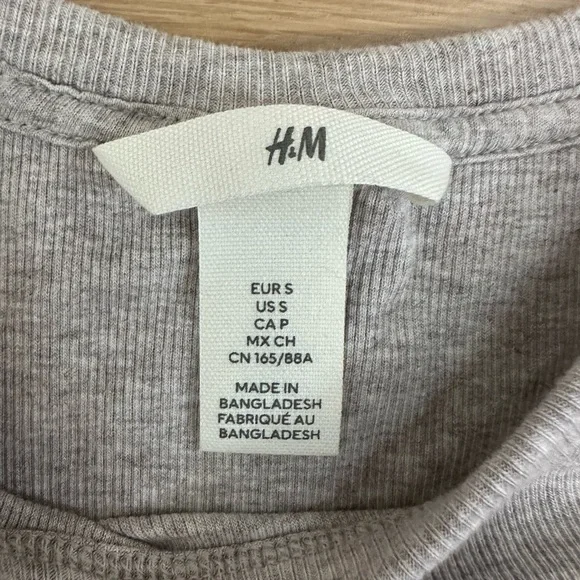 H&M
EUR S
US S
CA P
MX CH
CN 165/88A
MADE IN
BANGLADESH
FABRIQUÉ AU
BANGLADESH